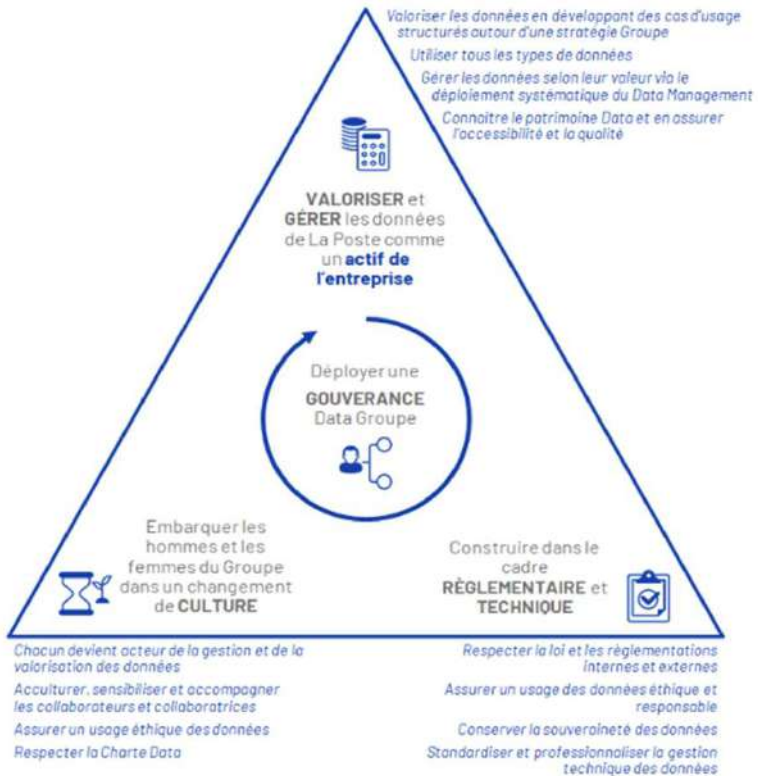 Valoriser les données en développant des cas d'usage
structurés autour d'une stratégie Groupe
Utiliser tous les types de données
Gérer les données selon leur valeur via le
déploiement systématique du Data Management
Connaître le patrimoine Data et en assurer
l'accessibilité et la qualité
VALORISER et
GÉRER les données
de La Poste comme
un actif de
l'entreprise
Déployer une
GOUVERANCE
Data Groupe
Embarquer les
hommes et les
femmes du Groupe
dans un changement
de CULTURE
Construire dans le
cadre
RÈGLEMENTAIRE et
TECHNIQUE
Chacun devient acteur de la gestion et de la
valorisation des données
Acculturer, sensibiliser et accompagner
les collaborateurs et collaboratrices
Assurer un usage éthique des données
Respecter la Charte Data
Respecter la loi et les règlementations
internes et externes
Assurer un usage des données éthique et
responsable
Conserver la souveraineté des données
Standardiser et professionnaliser la gestion
technique des données